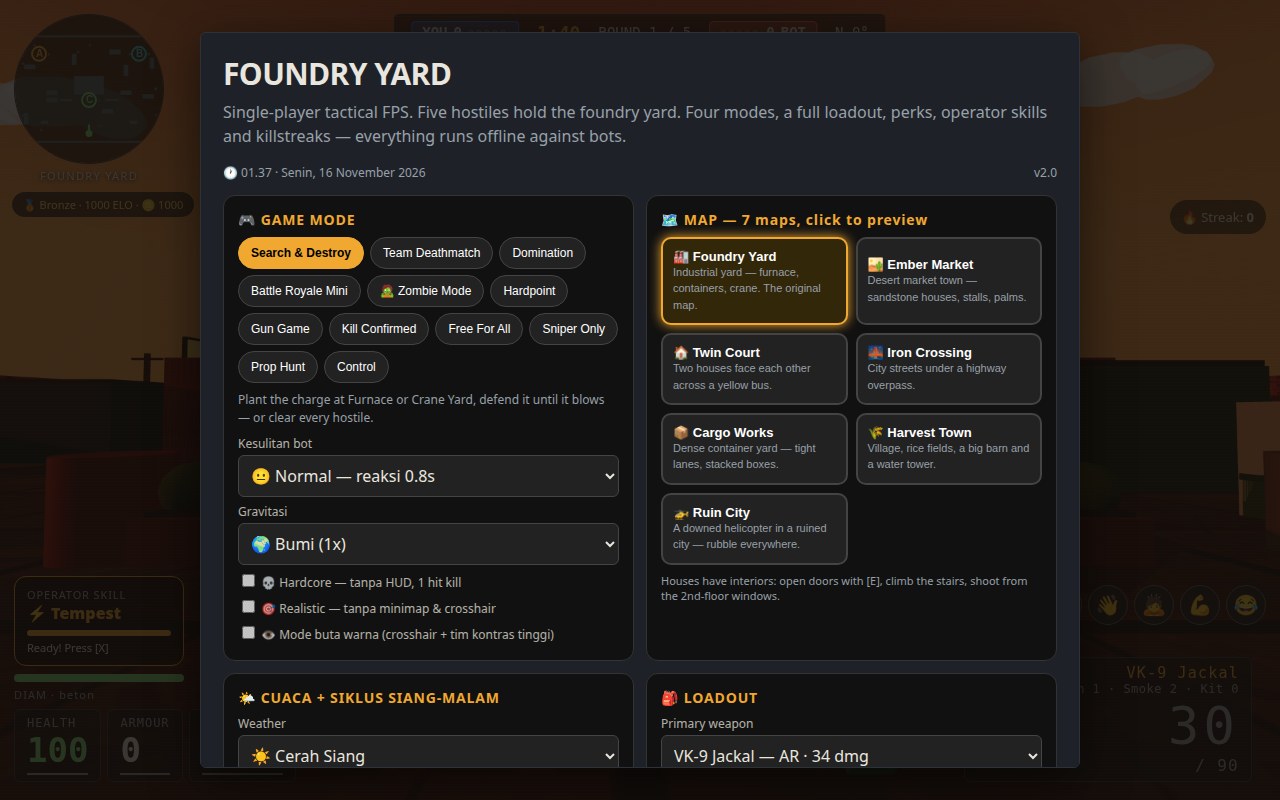 YOU 0
1:40
ROUND 1 / 5
0 BOT
N 0°
A
B
C
FOUNDRY YARD
Bronze · 1000 ELO · 1000
Streak: 0
FOUNDRY YARD
Single-player tactical FPS. Five hostiles hold the foundry yard. Four modes, a full loadout, perks, operator skills
and killstreaks — everything runs offline against bots.
01.37 · Senin, 16 November 2026
v2.0
GAME MODE
Search & Destroy
Team Deathmatch
Domination
Battle Royale Mini
Zombie Mode
Hardpoint
Gun Game
Kill Confirmed
Free For All
Sniper Only
Prop Hunt
Control
Plant the charge at Furnace or Crane Yard, defend it until it blows
— or clear every hostile.
Kesulitan bot
Normal — reaksi 0.8s
Gravitasi
Bumi (1x)
Hardcore — tanpa HUD, 1 hit kill
Realistic — tanpa minimap & crosshair
Mode buta warna (crosshair + tim kontras tinggi)
MAP — 7 maps, click to preview
Foundry Yard
Industrial yard — furnace,
containers, crane. The original
map.
Ember Market
Desert market town —
sandstone houses, stalls, palms.
Twin Court
Two houses face each other
across a yellow bus.
Iron Crossing
City streets under a highway
overpass.
Cargo Works
Dense container yard — tight
lanes, stacked boxes.
Harvest Town
Village, rice fields, a big barn and
a water tower.
Ruin City
A downed helicopter in a ruined
city — rubble everywhere.
Houses have interiors: open doors with [E], climb the stairs, shoot from
the 2nd-floor windows.
CUACA + SIKLUS SIANG-MALAM
Weather
Cerah Siang
LOADOUT
Primary weapon
VK-9 Jackal — AR · 34 dmg
OPERATOR SKILL
Tempest
Ready! Press [X]
DIAM · beton
HEALTH
100
ARMOUR
0
VK-9 Jackal
1 · Smoke 2 · Kit 0
30
/ 90